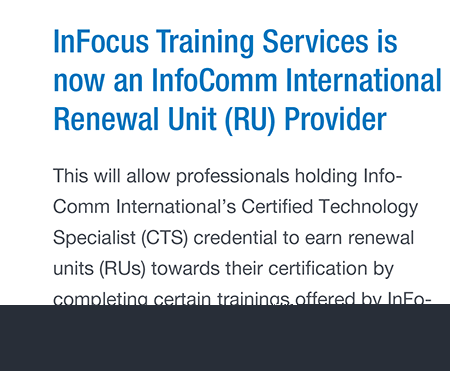 InFocus Training Services is
now an InfoComm International
Renewal Unit (RU) Provider
This will allow professionals holding Info-
Comm International's Certified Technology
Specialist (CTS) credential to earn renewal
units (RUs) towards their certification by
completing certain trainings offered by InFo-